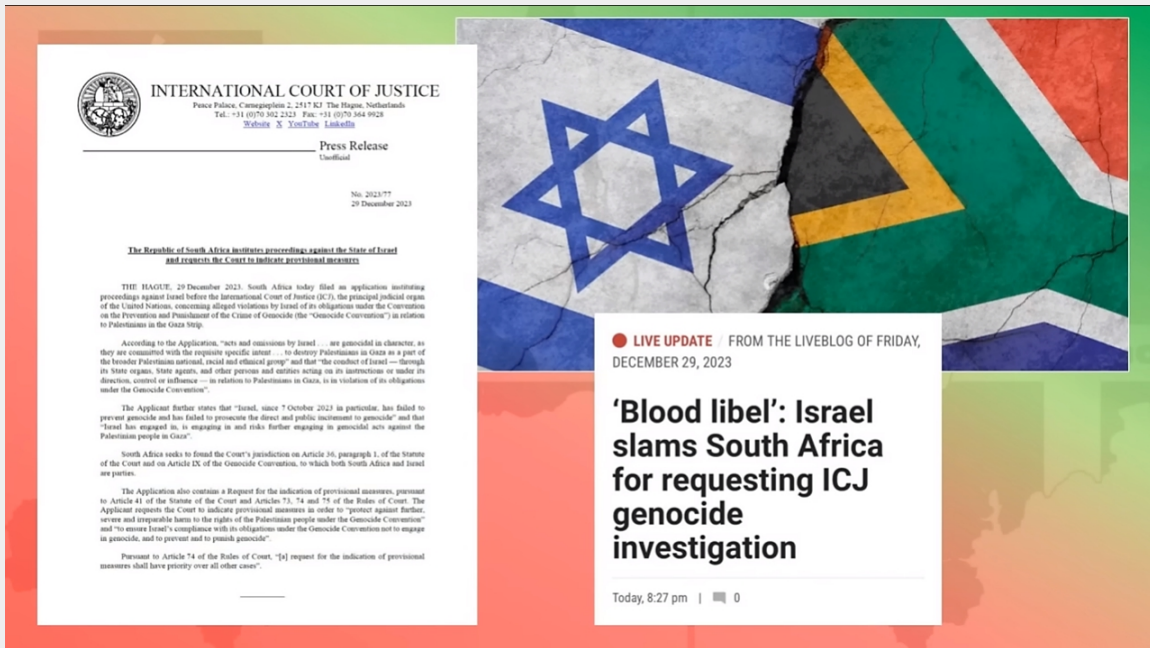 INTERNATIONAL COURT OF JUSTICE
Peace Palace, Carnegieplein 2, 2517 KJ The Hague, Netherlands
Tel.: +31 (0)70 302 2323 Fax: +31 (0)70 364 9928
Website X YouTube LinkedIn
Press Release
Unofficial
No. 2023/77
29 December 2023
The Republic of South Africa institutes proceedings against the State of Israel
and requests the Court to indicate provisional measures
THE HAGUE, 29 December 2023. South Africa today filed an application instituting
proceedings against Israel before the International Court of Justice (ICJ), the principal judicial organ
of the United Nations, concerning alleged violations by Israel of its obligations under the Convention
on the Prevention and Punishment of the Crime of Genocide (the “Genocide Convention”) in relation
to Palestinians in the Gaza Strip.
According to the Application, “acts and omissions by Israel . . . are genocidal in character, as
they are committed with the requisite specific intent . . . to destroy Palestinians in Gaza as a part of
the broader Palestinian national, racial and ethnical group” and that “the conduct of Israel — through
its State organs, State agents, and other persons and entities acting on its instructions or under its
direction, control or influence — in relation to Palestinians in Gaza, is in violation of its obligations
under the Genocide Convention”.
The Applicant further states that “Israel, since 7 October 2023 in particular, has failed to
prevent genocide and has failed to prosecute the direct and public incitement to genocide” and that
“Israel has engaged in, is engaging in and risks further engaging in genocidal acts against the
Palestinian people in Gaza”.
South Africa seeks to found the Court’s jurisdiction on Article 36, paragraph 1, of the Statute
of the Court and on Article IX of the Genocide Convention, to which both South Africa and Israel
are parties.
The Application also contains a Request for the indication of provisional measures, pursuant
to Article 41 of the Statute of the Court and Articles 73, 74 and 75 of the Rules of Court. The
Applicant requests the Court to indicate provisional measures in order to “protect against further,
severe and irreparable harm to the rights of the Palestinian people under the Genocide Convention”
and “to ensure Israel’s compliance with its obligations under the Genocide Convention not to engage
in genocide, and to prevent and to punish genocide”.
Pursuant to Article 74 of the Rules of Court, “[a] request for the indication of provisional
measures shall have priority over all other cases”.
LIVE UPDATE / FROM THE LIVEBLOG OF FRIDAY,
DECEMBER 29, 2023
‘Blood libel’: Israel
slams South Africa
for requesting ICJ
genocide
investigation
Today, 8:27 pm | 0